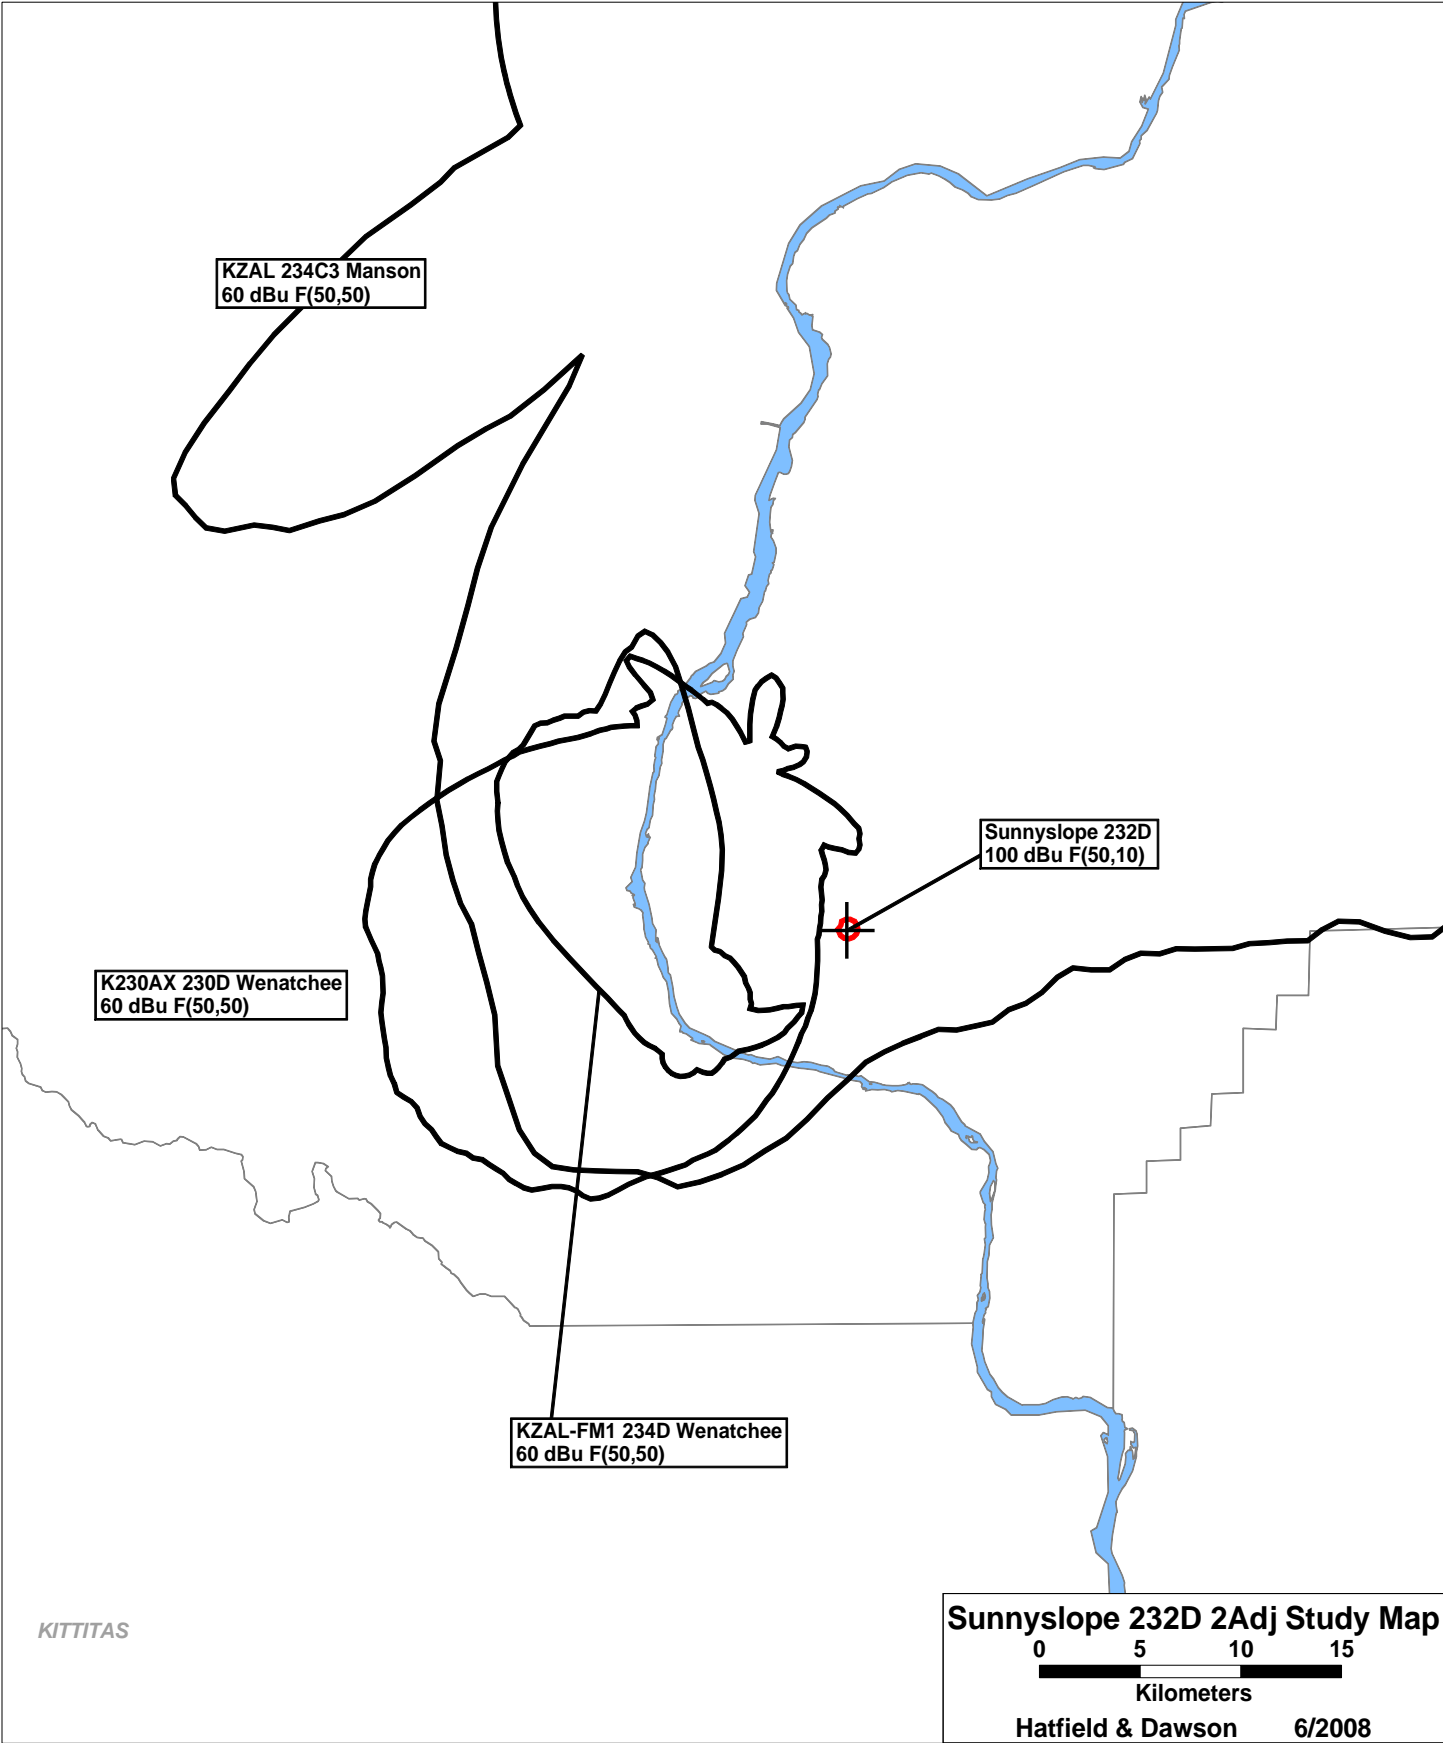 KZAL 234C3 Manson
60 dBu F(50,50)
Sunnyslope 232D
100 dBu F(50,10)
K230AX 230D Wenatchee
60 dBu F(50,50)
KZAL-FM1 234D Wenatchee
60 dBu F(50,50)
KITTITAS
Sunnyslope 232D 2Adj Study Map
0 5 10 15
Kilometers
Hatfield & Dawson 6/2008